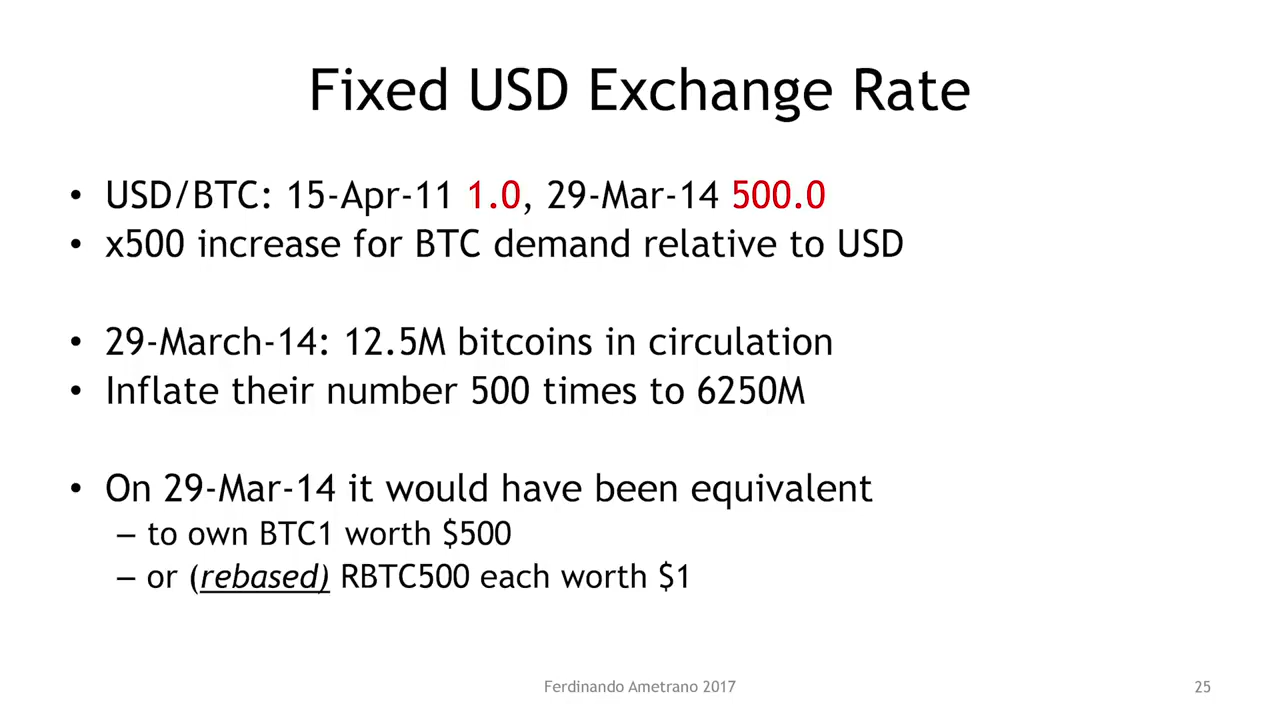 Fixed USD Exchange Rate
• USD/BTC: 15-Apr-11 1.0, 29-Mar-14 500.0
• x500 increase for BTC demand relative to USD
• 29-March-14: 12.5M bitcoins in circulation
• Inflate their number 500 times to 6250M
• On 29-Mar-14 it would have been equivalent
– to own BTC1 worth $500
– or (rebased) RBTC500 each worth $1
Ferdinando Ametrano 2017
25